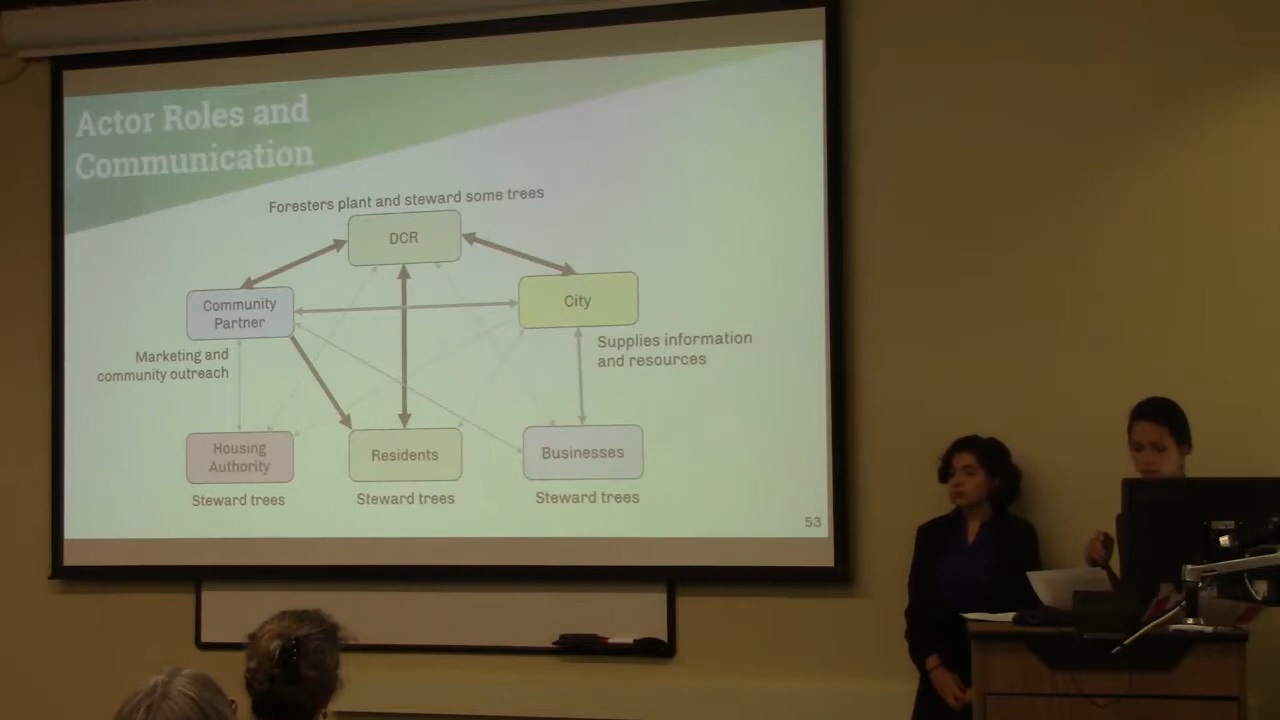 Actor Roles and
Communication
Foresters plant and steward some trees
DCR
Community
Partner
City
Marketing and
community outreach
Supplies information
and resources
Housing
Authority
Residents
Businesses
Steward trees
Steward trees
Steward trees
53